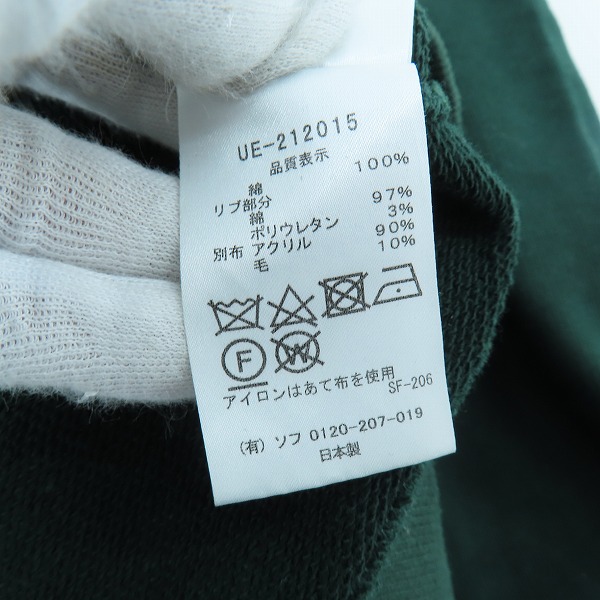 UE-212015
品質表示
綿 100%
リブ部分
綿 97%
ポリウレタン 3%
別布 アクリル 90%
毛 10%
F W
アイロンはあて布を使用
SF-206
(有) ソフ 0120-207-019
日本製